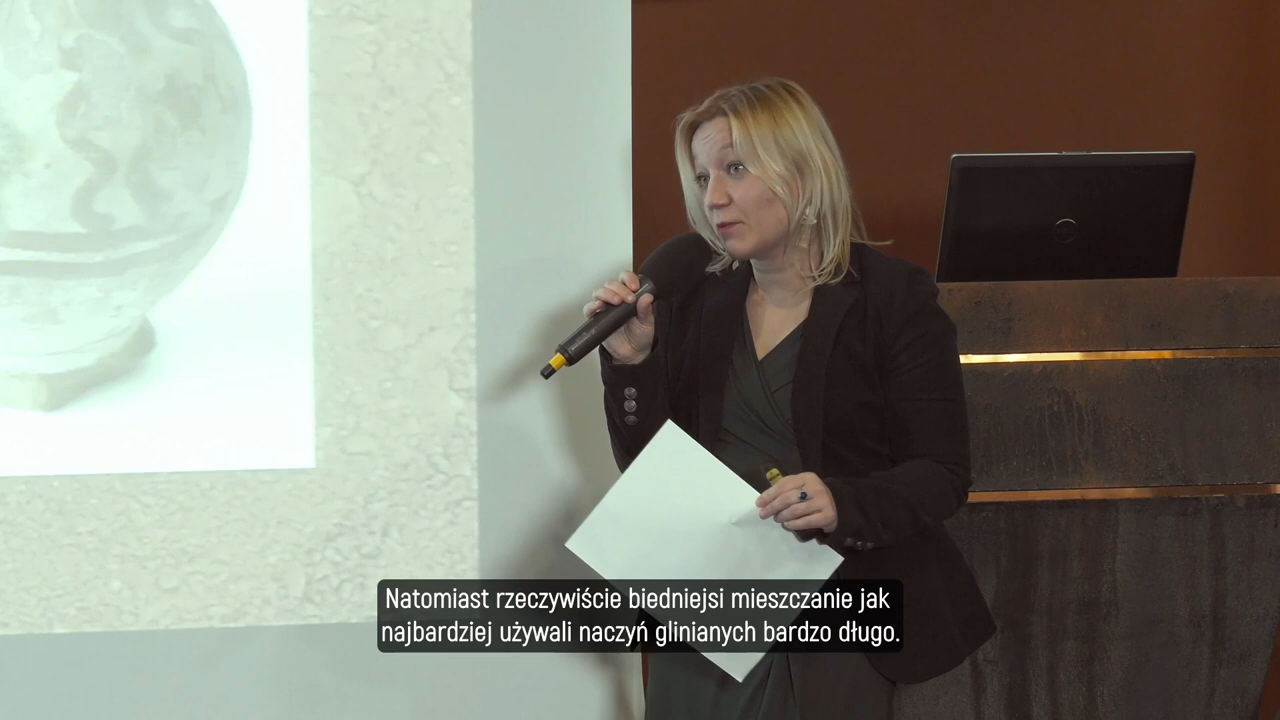 Natomiast rzeczywiście biedniejsi mieszczanie jak
najbardziej używali naczyń glinianych bardzo długo.